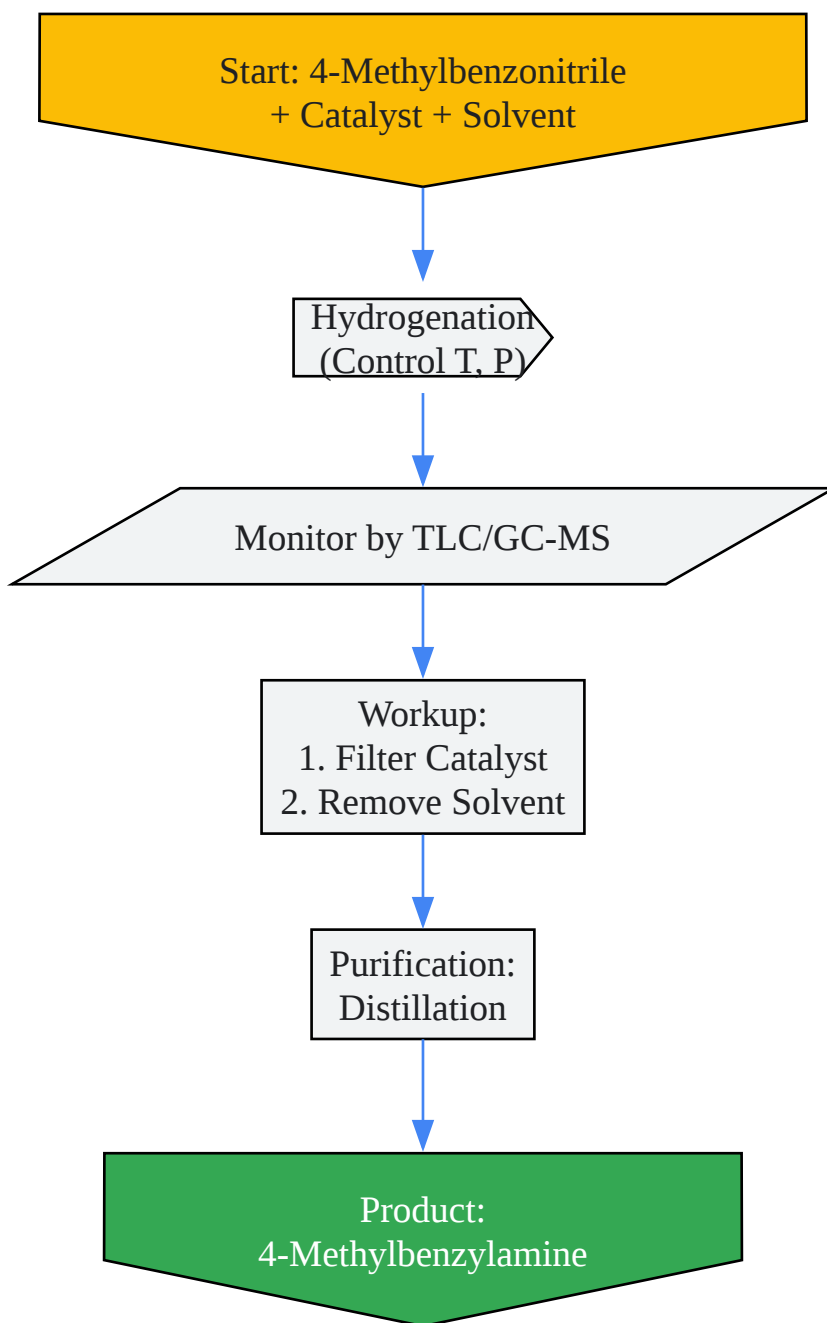 Start: 4-Methylbenzonitrile
+ Catalyst + Solvent
Hydrogenation
(Control T, P)
Monitor by TLC/GC-MS
Workup:
1. Filter Catalyst
2. Remove Solvent
Purification:
Distillation
Product:
4-Methylbenzylamine